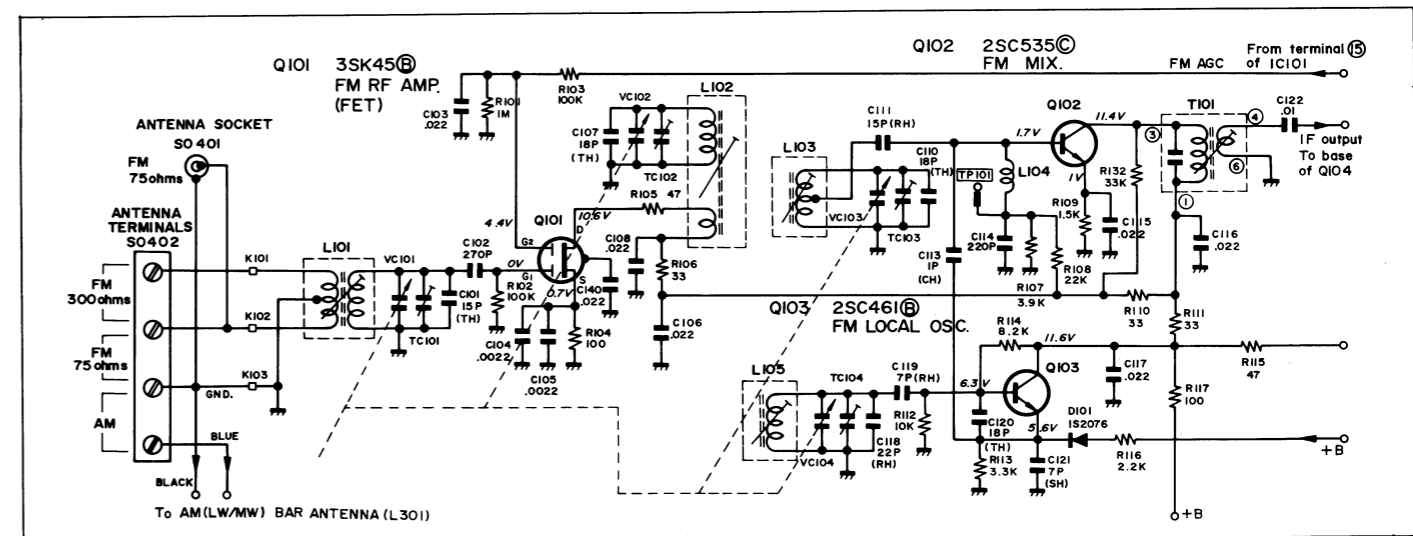 Q101 3SK45Ⓑ
FM RF AMP.
(FET)
Q102 2SC535Ⓒ
FM MIX.
FM AGC
From terminal ⑮
of IC101
C103
.022
R101
1M
R103
100K
VC102
C107
18P
(TH)
TC102
L102
R105 47
ANTENNA SOCKET
SO401
FM
75ohms
ANTENNA
TERMINALS
SO402
FM
300ohms
FM
75ohms
AM
K101
K102
K103
GND.
BLUE
BLACK
To AM(LW/MW) BAR ANTENNA (L301)
L101
VC101
TC101
C101
15P
(TH)
C102
270P
R102
100K
4.4V
0V
10.6V
0.7V
Q101
G2
G1
D
S
C140
.022
C104
.0022
C105
.0022
R104
100
C108
.022
R106
33
C106
.022
L103
C111
15P(RH)
C110
18P
(TH)
VC103
TC103
TP101
1.7V
L104
Q102
11.4V
1V
R109
1.5K
C115
.022
C114
220P
C113
1P
(CH)
R107
3.9K
R108
22K
R132
33K
③
T101
④
⑥
①
C122
.01
IF output
To base
of Q104
C116
.022
R110
33
R111
33
Q103 2SC461Ⓑ
FM LOCAL OSC.
R114
8.2K
11.6V
Q103
6.3V
5.6V
C117
.022
R115
47
R117
100
L105
TC104
VC104
C119
7P(RH)
R112
10K
C118
22P
(RH)
C120
18P
(TH)
R113
3.3K
C121
7P
(SH)
D101
1S2076
R116
2.2K
+B
+B